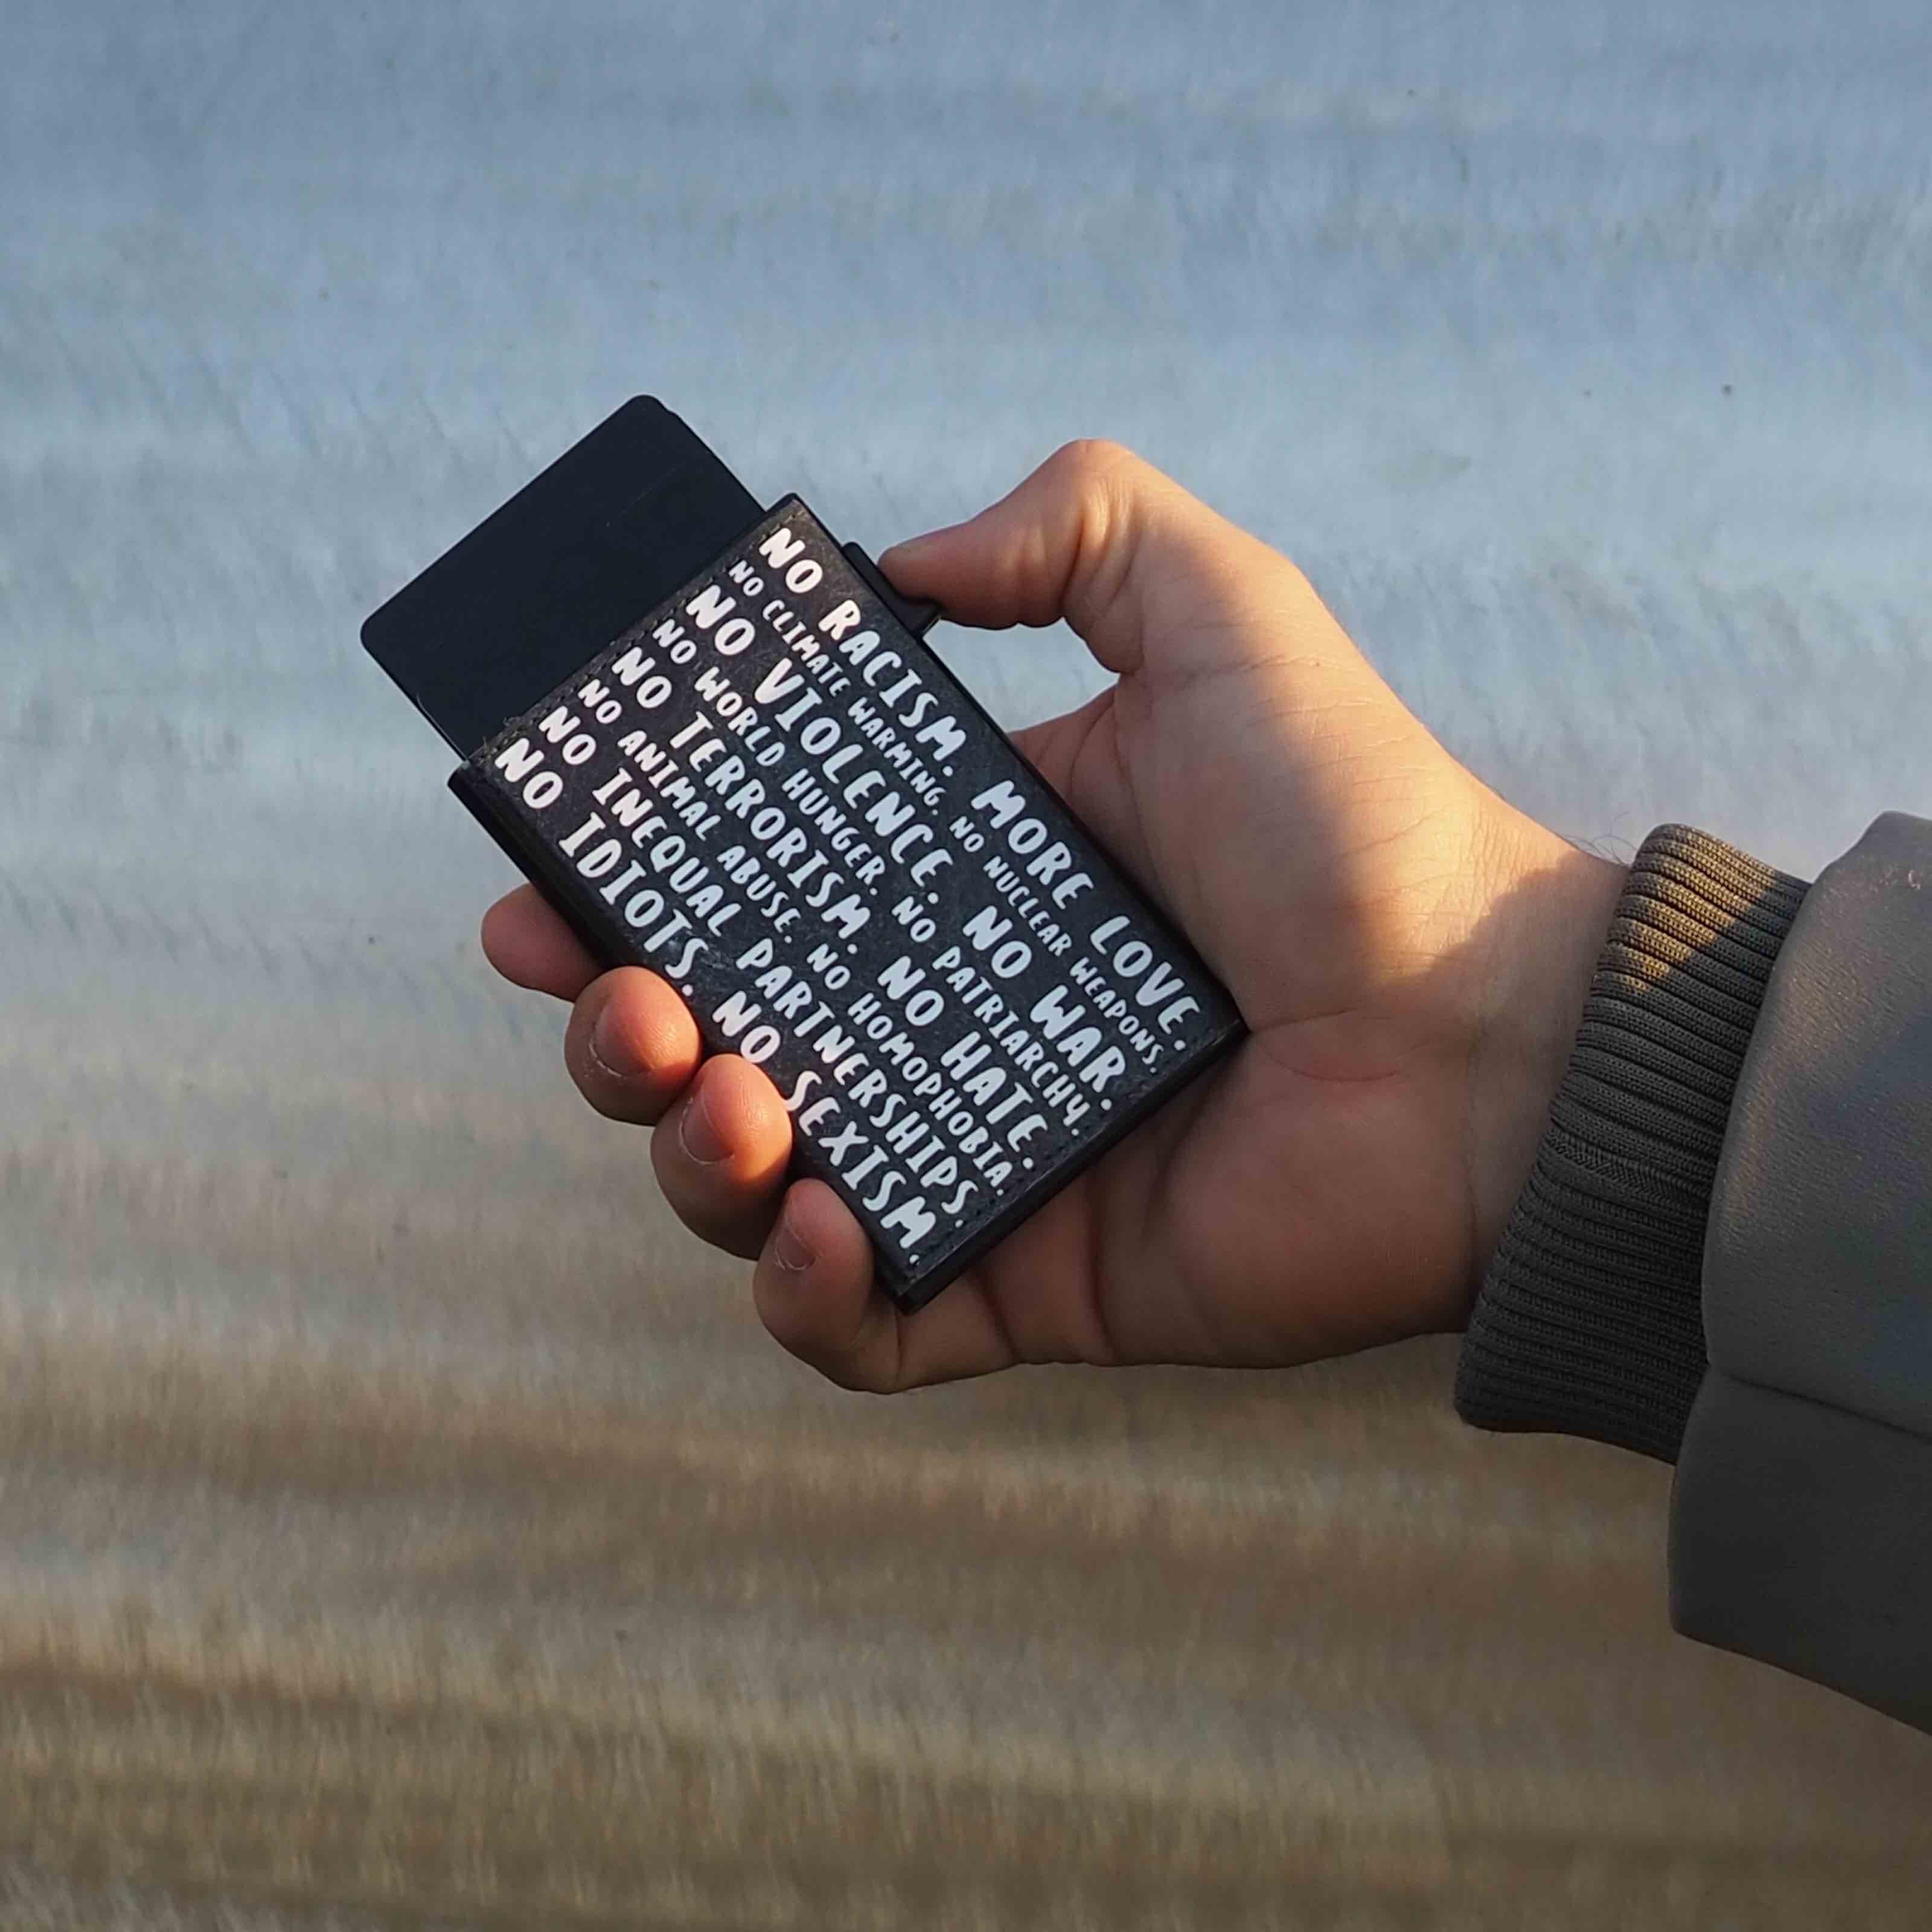 NO RACISM. MORE LOVE.
NO CLIMATE WARMING. NO NUCLEAR WEAPONS.
NO VIOLENCE. NO WAR.
NO WORLD HUNGER. NO PATRIARCHY.
NO TERRORISM. NO HATE.
NO ANIMAL ABUSE. NO HOMOPHOBIA.
NO INEQUAL PARTNERSHIPS.
NO IDIOTS. NO SEXISM.